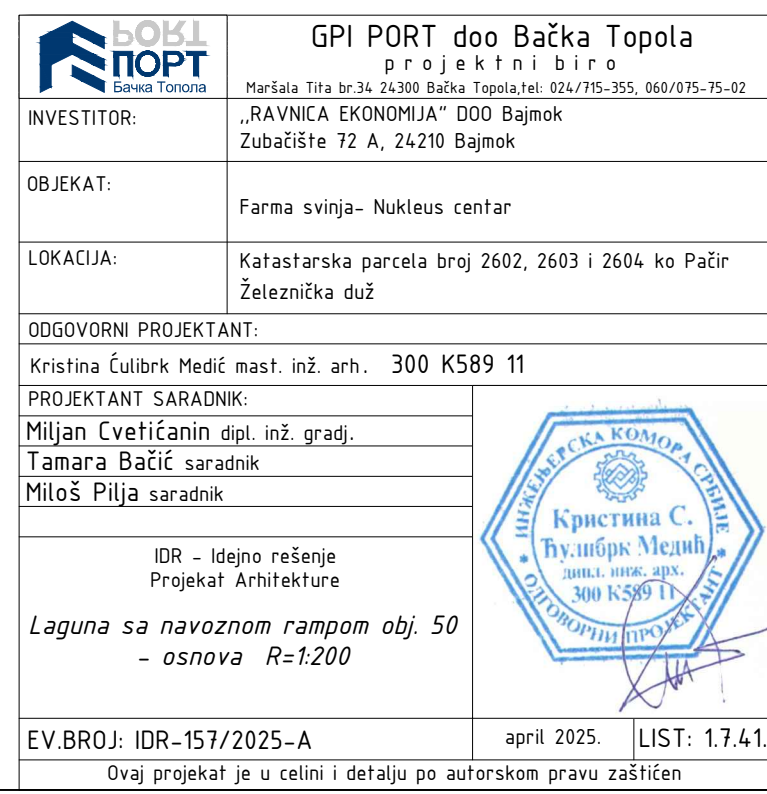 PORT
ПОРТ
Бачка Топола
GPI PORT doo Bačka Topola
projektni biro
Maršala Tita br.34 24300 Bačka Topola,tel: 024/715-355, 060/075-75-02
INVESTITOR:
,,RAVNICA EKONOMIJA“ DOO Bajmok
Zubačište 72 A, 24210 Bajmok
OBJEKAT:
Farma svinja- Nukleus centar
LOKACIJA:
Katastarska parcela broj 2602, 2603 i 2604 ko Pačir
Železnička duž
ODGOVORNI PROJEKTANT:
Kristina Ćulibrk Medić mast. inž. arh. 300 K589 11
PROJEKTANT SARADNIK:
Miljan Cvetićanin dipl. inž. gradj.
Tamara Bačić saradnik
Miloš Pilja saradnik
ИНЖЕЊЕРСКА КОМОРА СРБИЈЕ
Кристина С.
Ћулибрк Медић
дипл. инж. арх.
300 К589 11
* ОДГОВОРНИ ПРОЈЕКТАНТ *
IDR - Idejno rešenje
Projekat Arhitekture
Laguna sa navoznom rampom obj. 50
- osnova R=1:200
EV.BROJ: IDR-157/2025-A
april 2025.
LIST: 1.7.41.
Ovaj projekat je u celini i detalju po autorskom pravu zaštićen